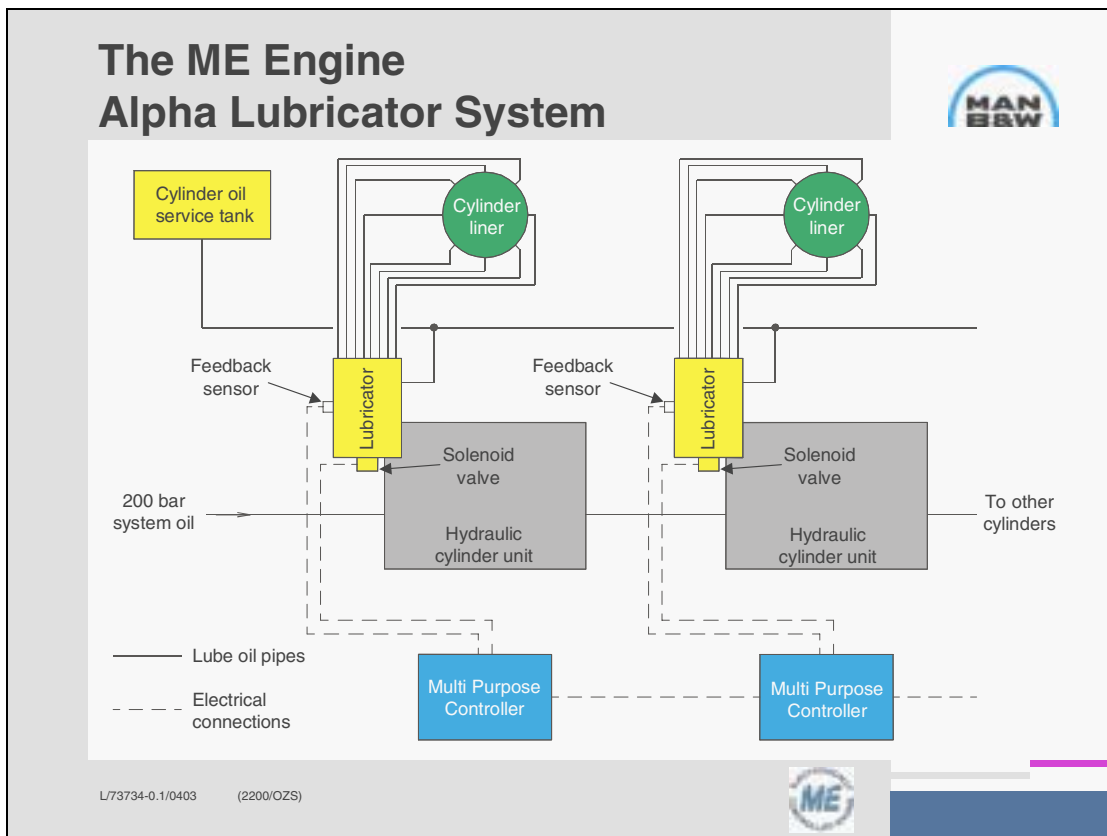 The ME Engine
Alpha Lubricator System
MAN
B&W
Cylinder oil
service tank
Cylinder
liner
Cylinder
liner
Feedback
sensor
Lubricator
Feedback
sensor
Lubricator
Solenoid
valve
Solenoid
valve
200 bar
system oil
To other
cylinders
Hydraulic
cylinder unit
Hydraulic
cylinder unit
Lube oil pipes
Electrical
connections
Multi Purpose
Controller
Multi Purpose
Controller
L/73734-0.1/0403 (2200/OZS)
ME